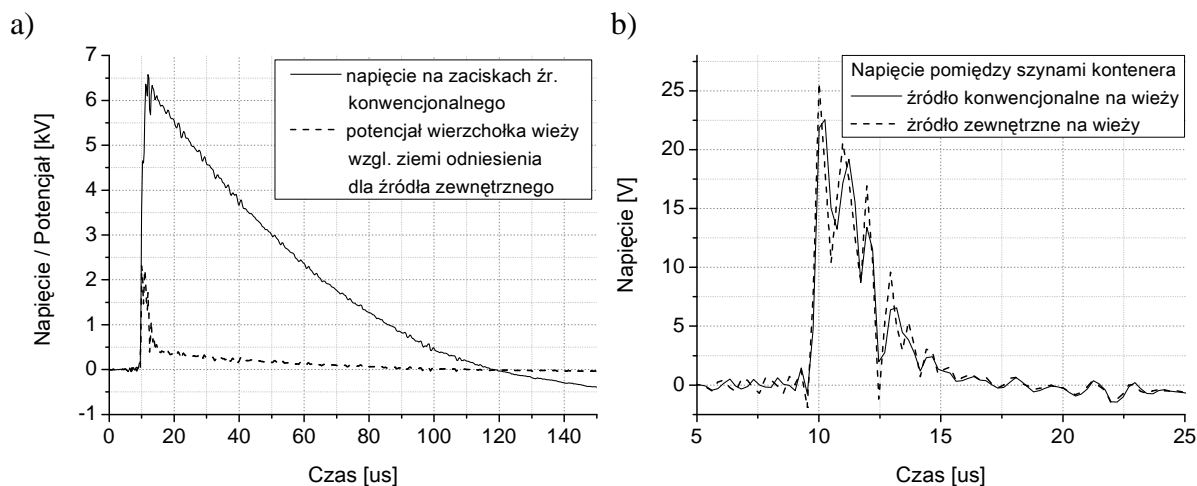 a)
Napięcie / Potencjał [kV]
7
6
5
4
3
2
1
0
-1
napięcie na zaciskach źr.
konwencjonalnego
potencjał wierzchołka wieży
wzgl. ziemi odniesienia
dla źródła zewnętrznego
0 20 40 60 80 100 120 140
Czas [us]
b)
Napięcie [V]
25
20
15
10
5
0
Napięcie pomiędzy szynami kontenera
źródło konwencjonalne na wieży
żródło zewnętrzne na wieży
5 10 15 20 25
Czas [us]